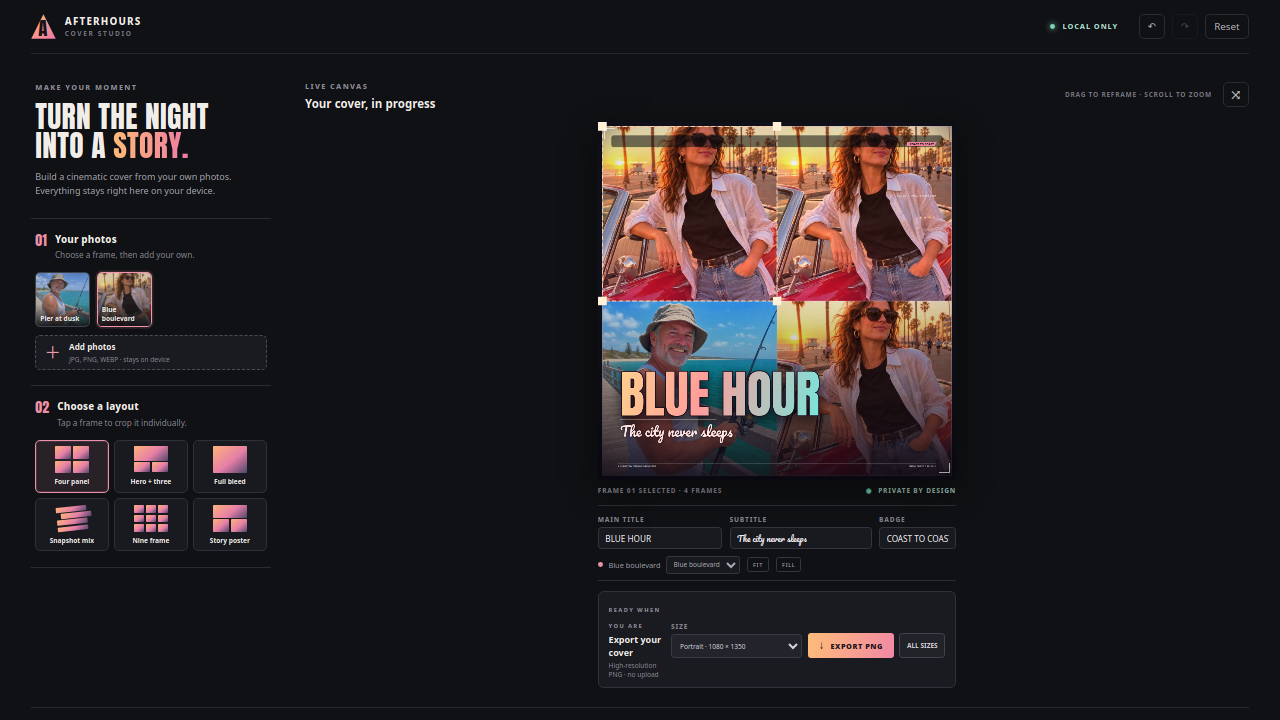 AFTERHOURS
COVER STUDIO
LOCAL ONLY
Reset
MAKE YOUR MOMENT
TURN THE NIGHT
INTO A STORY.
Build a cinematic cover from your own photos.
Everything stays right here on your device.
01 Your photos
Choose a frame, then add your own.
Pier at dusk
Blue
boulevard
Add photos
JPG, PNG, WEBP · stays on device
02 Choose a layout
Tap a frame to crop it individually.
Four panel
Hero + three
Full bleed
Snapshot mix
Nine frame
Story poster
LIVE CANVAS
Your cover, in progress
DRAG TO REFRAME · SCROLL TO ZOOM
BLUE HOUR
The city never sleeps
FRAME 01 SELECTED · 4 FRAMES
PRIVATE BY DESIGN
MAIN TITLE
SUBTITLE
BADGE
BLUE HOUR
The city never sleeps
COAST TO COAS
Blue boulevard
Blue boulevard
FIT
FILL
READY WHEN
YOU ARE
Export your
cover
High-resolution
PNG · no upload
SIZE
Portrait · 1080 × 1350
↓ EXPORT PNG
ALL SIZES